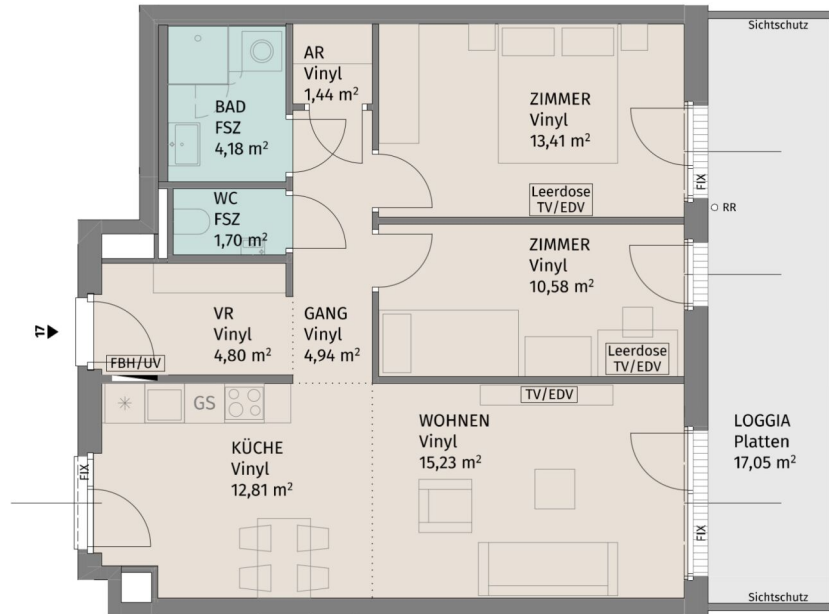 Sichtschutz
AR
Vinyl
1,44 m²
BAD
FSZ
4,18 m²
ZIMMER
Vinyl
13,41 m²
FIX
Leerdose
TV/EDV
RR
WC
FSZ
1,70 m²
ZIMMER
Vinyl
10,58 m²
VR
Vinyl
4,80 m²
GANG
Vinyl
4,94 m²
17
FBH/UV
Leerdose
TV/EDV
GS
TV/EDV
KÜCHE
Vinyl
12,81 m²
WOHNEN
Vinyl
15,23 m²
LOGGIA
Platten
17,05 m²
FIX
FIX
Sichtschutz